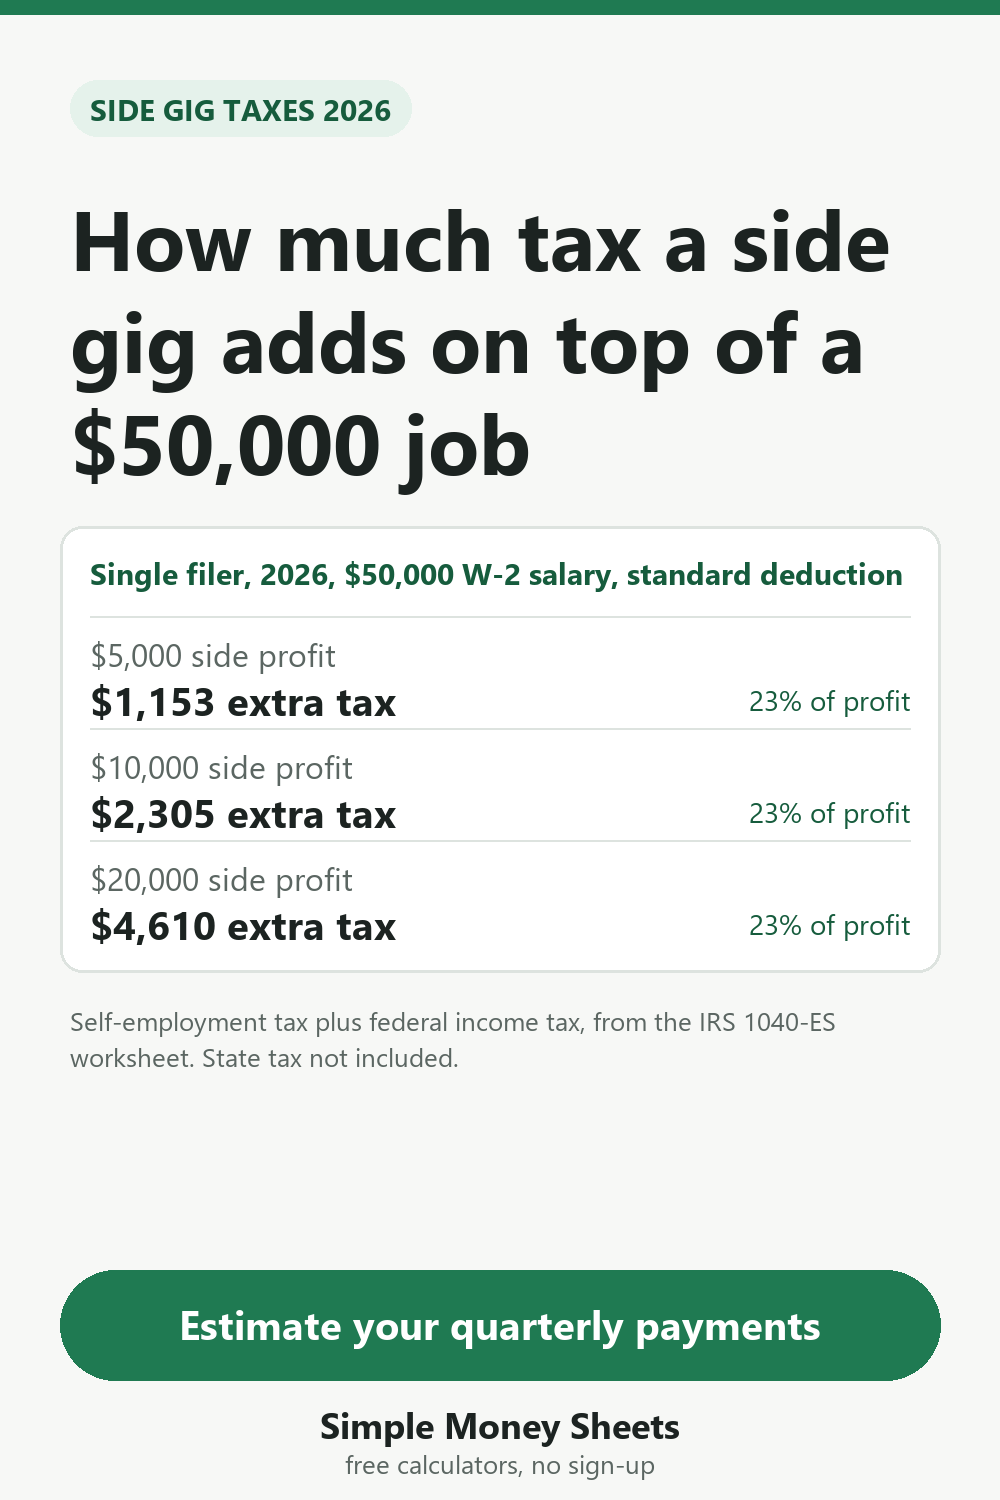 SIDE GIG TAXES 2026
How much tax a side
gig adds on top of a
$50,000 job
Single filer, 2026, $50,000 W-2 salary, standard deduction
$5,000 side profit
$1,153 extra tax
23% of profit
$10,000 side profit
$2,305 extra tax
23% of profit
$20,000 side profit
$4,610 extra tax
23% of profit
Self-employment tax plus federal income tax, from the IRS 1040-ES
worksheet. State tax not included.
Estimate your quarterly payments
Simple Money Sheets
free calculators, no sign-up